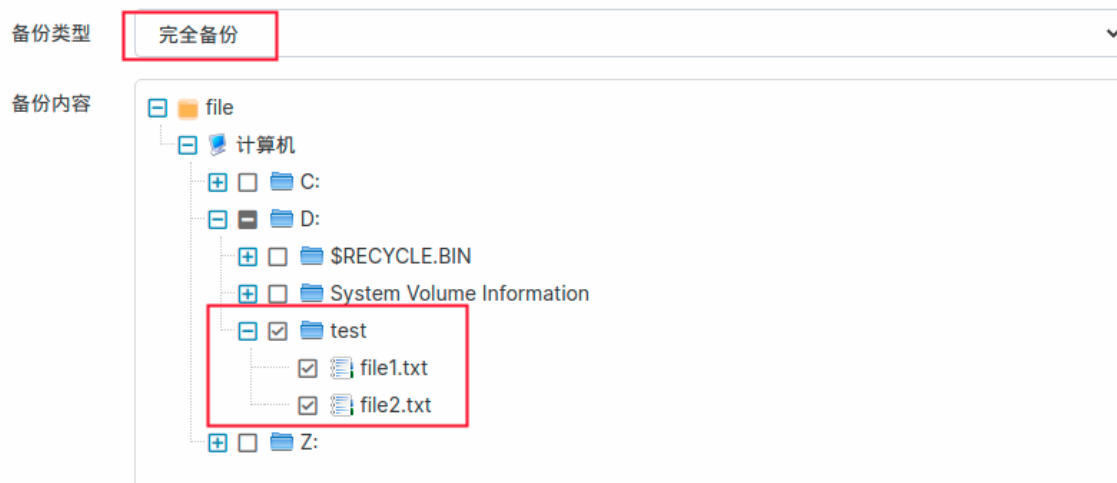 备份类型 完全备份
备份内容
file
计算机
C:
D:
$RECYCLE.BIN
System Volume Information
test
file1.txt
file2.txt
Z: